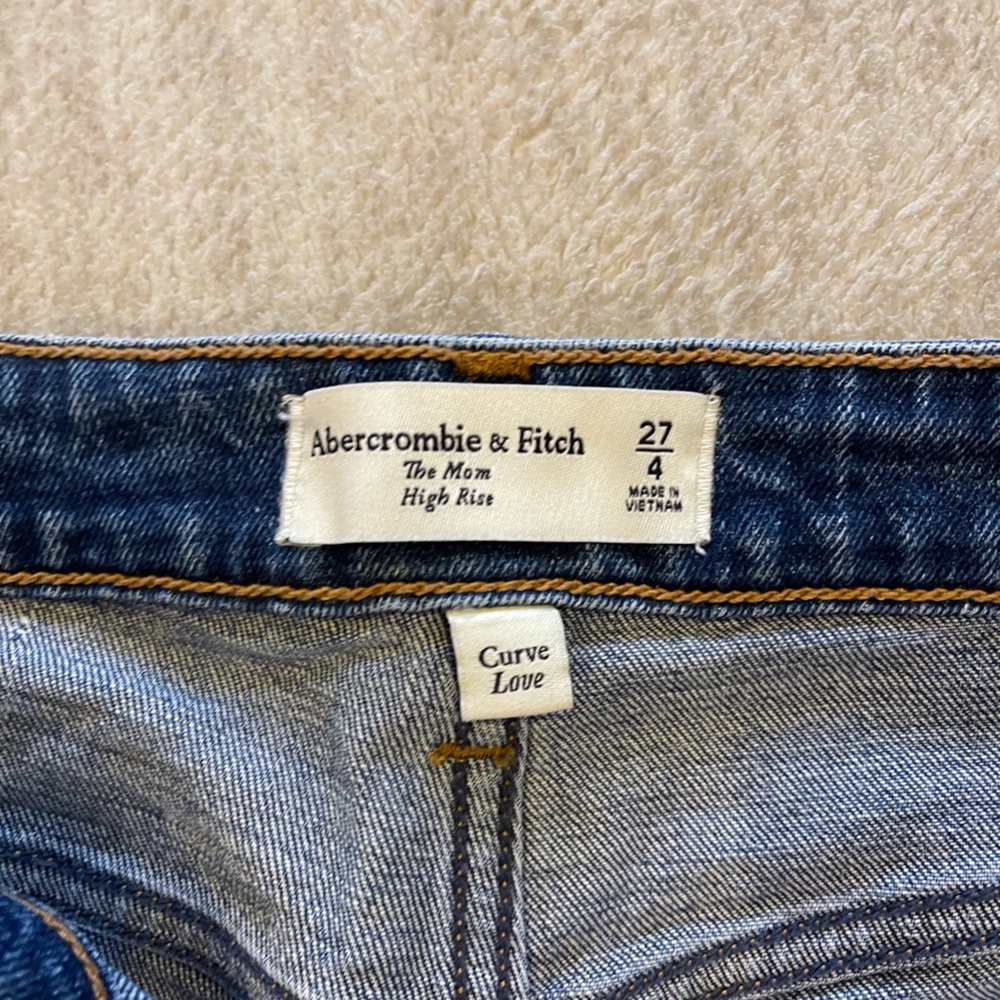 Abercrombie & Fitch
The Mom
High Rise
27
4
MADE IN
VIETNAM
Curve
Love